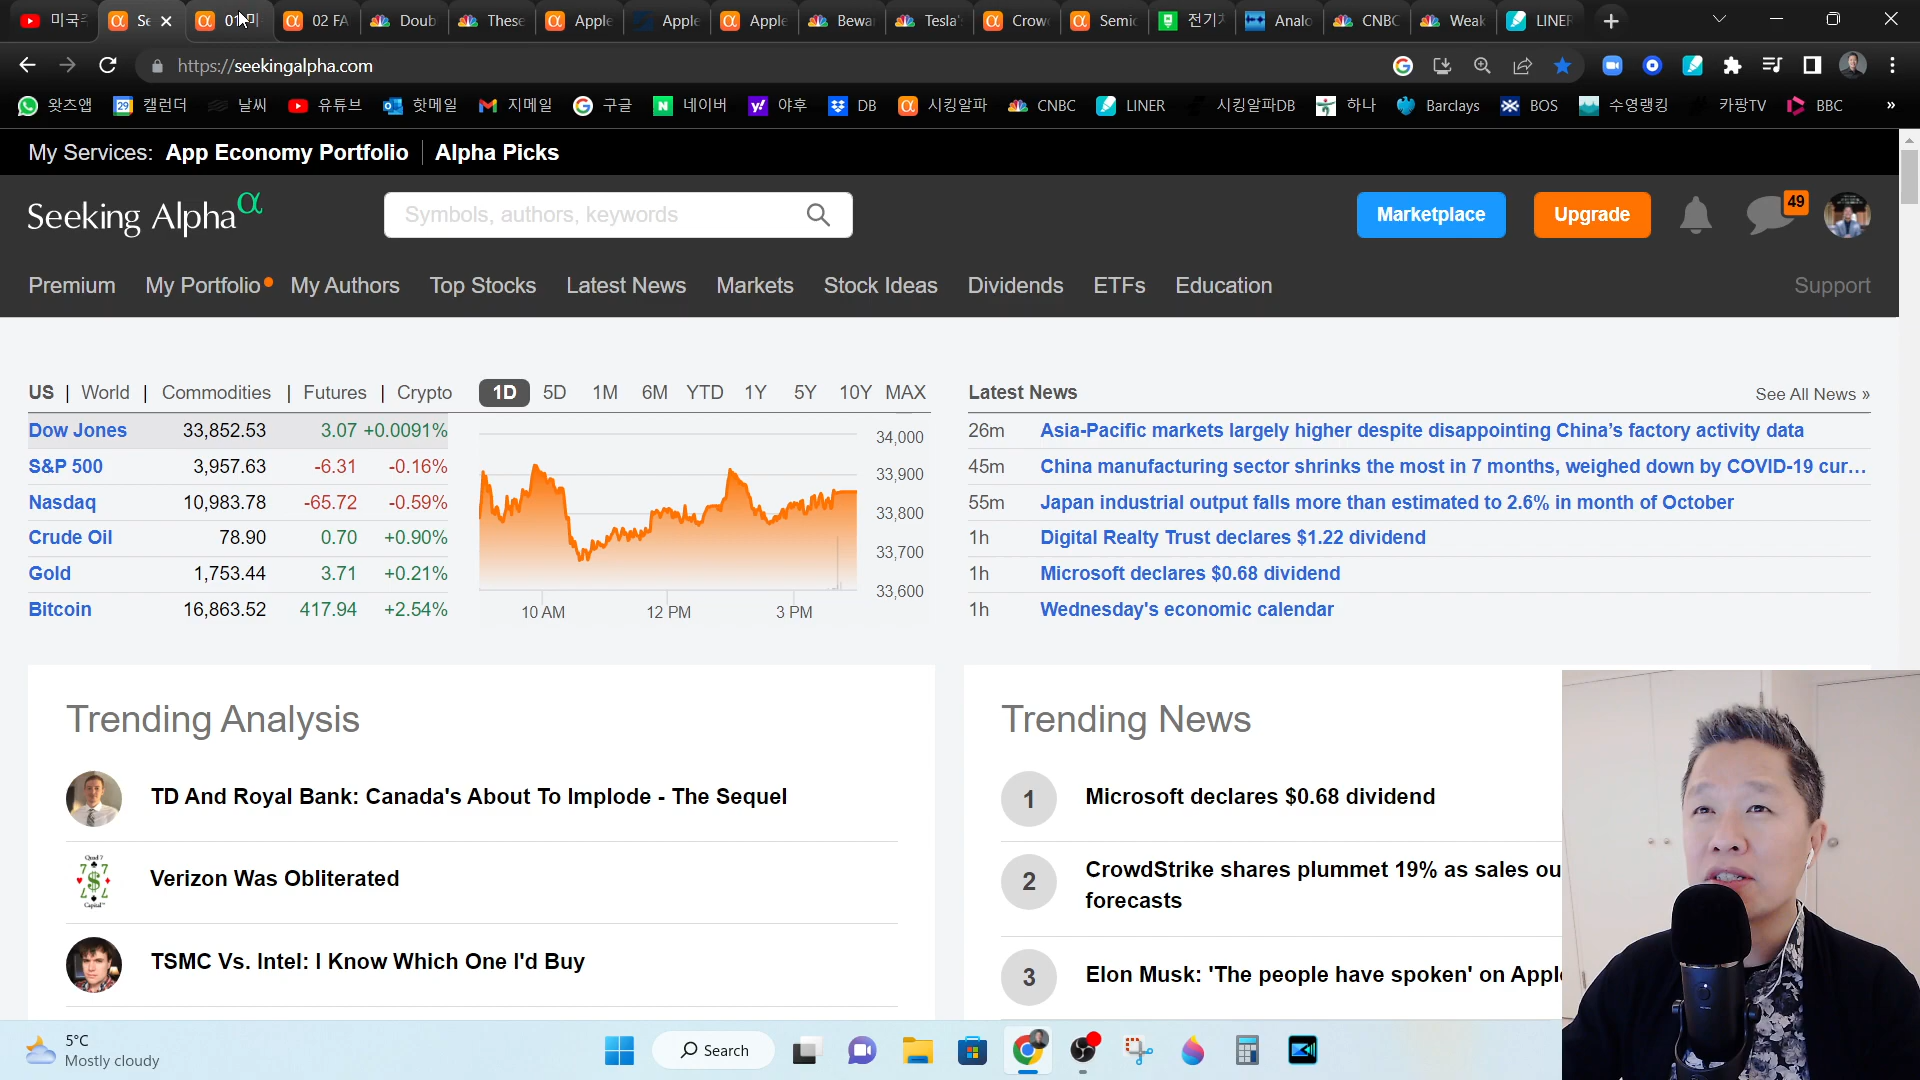 미국
Se
01 미
02 FA
Doub
These
Apple
Apple
Apple
Bewa
Tesla'
Crow
Semic
전기
Analo
CNBC
Weak
LINER
https://seekingalpha.com
왓즈앱
캘린더
날씨
유튜브
핫메일
지메일
구글
네이버
야후
DB
시킹알파
CNBC
LINER
시킹알파DB
하나
Barclays
BOS
수영랭킹
카팡TV
BBC
»
My Services: App Economy Portfolio | Alpha Picks
Seeking Alphaα
Symbols, authors, keywords
Marketplace
Upgrade
49
Premium
My Portfolio
My Authors
Top Stocks
Latest News
Markets
Stock Ideas
Dividends
ETFs
Education
Support
US | World | Commodities | Futures | Crypto
1D 5D 1M 6M YTD 1Y 5Y 10Y MAX
Dow Jones 33,852.53 3.07 +0.0091%
S&P 500 3,957.63 -6.31 -0.16%
Nasdaq 10,983.78 -65.72 -0.59%
Crude Oil 78.90 0.70 +0.90%
Gold 1,753.44 3.71 +0.21%
Bitcoin 16,863.52 417.94 +2.54%
34,000
33,900
33,800
33,700
33,600
10 AM 12 PM 3 PM
Latest News
See All News »
26m Asia-Pacific markets largely higher despite disappointing China's factory activity data
45m China manufacturing sector shrinks the most in 7 months, weighed down by COVID-19 cur...
55m Japan industrial output falls more than estimated to 2.6% in month of October
1h Digital Realty Trust declares $1.22 dividend
1h Microsoft declares $0.68 dividend
1h Wednesday's economic calendar
Trending Analysis
TD And Royal Bank: Canada's About To Implode - The Sequel
Verizon Was Obliterated
TSMC Vs. Intel: I Know Which One I'd Buy
Trending News
1 Microsoft declares $0.68 dividend
2 CrowdStrike shares plummet 19% as sales ou
forecasts
3 Elon Musk: 'The people have spoken' on Appl
5°C
Mostly cloudy
Search